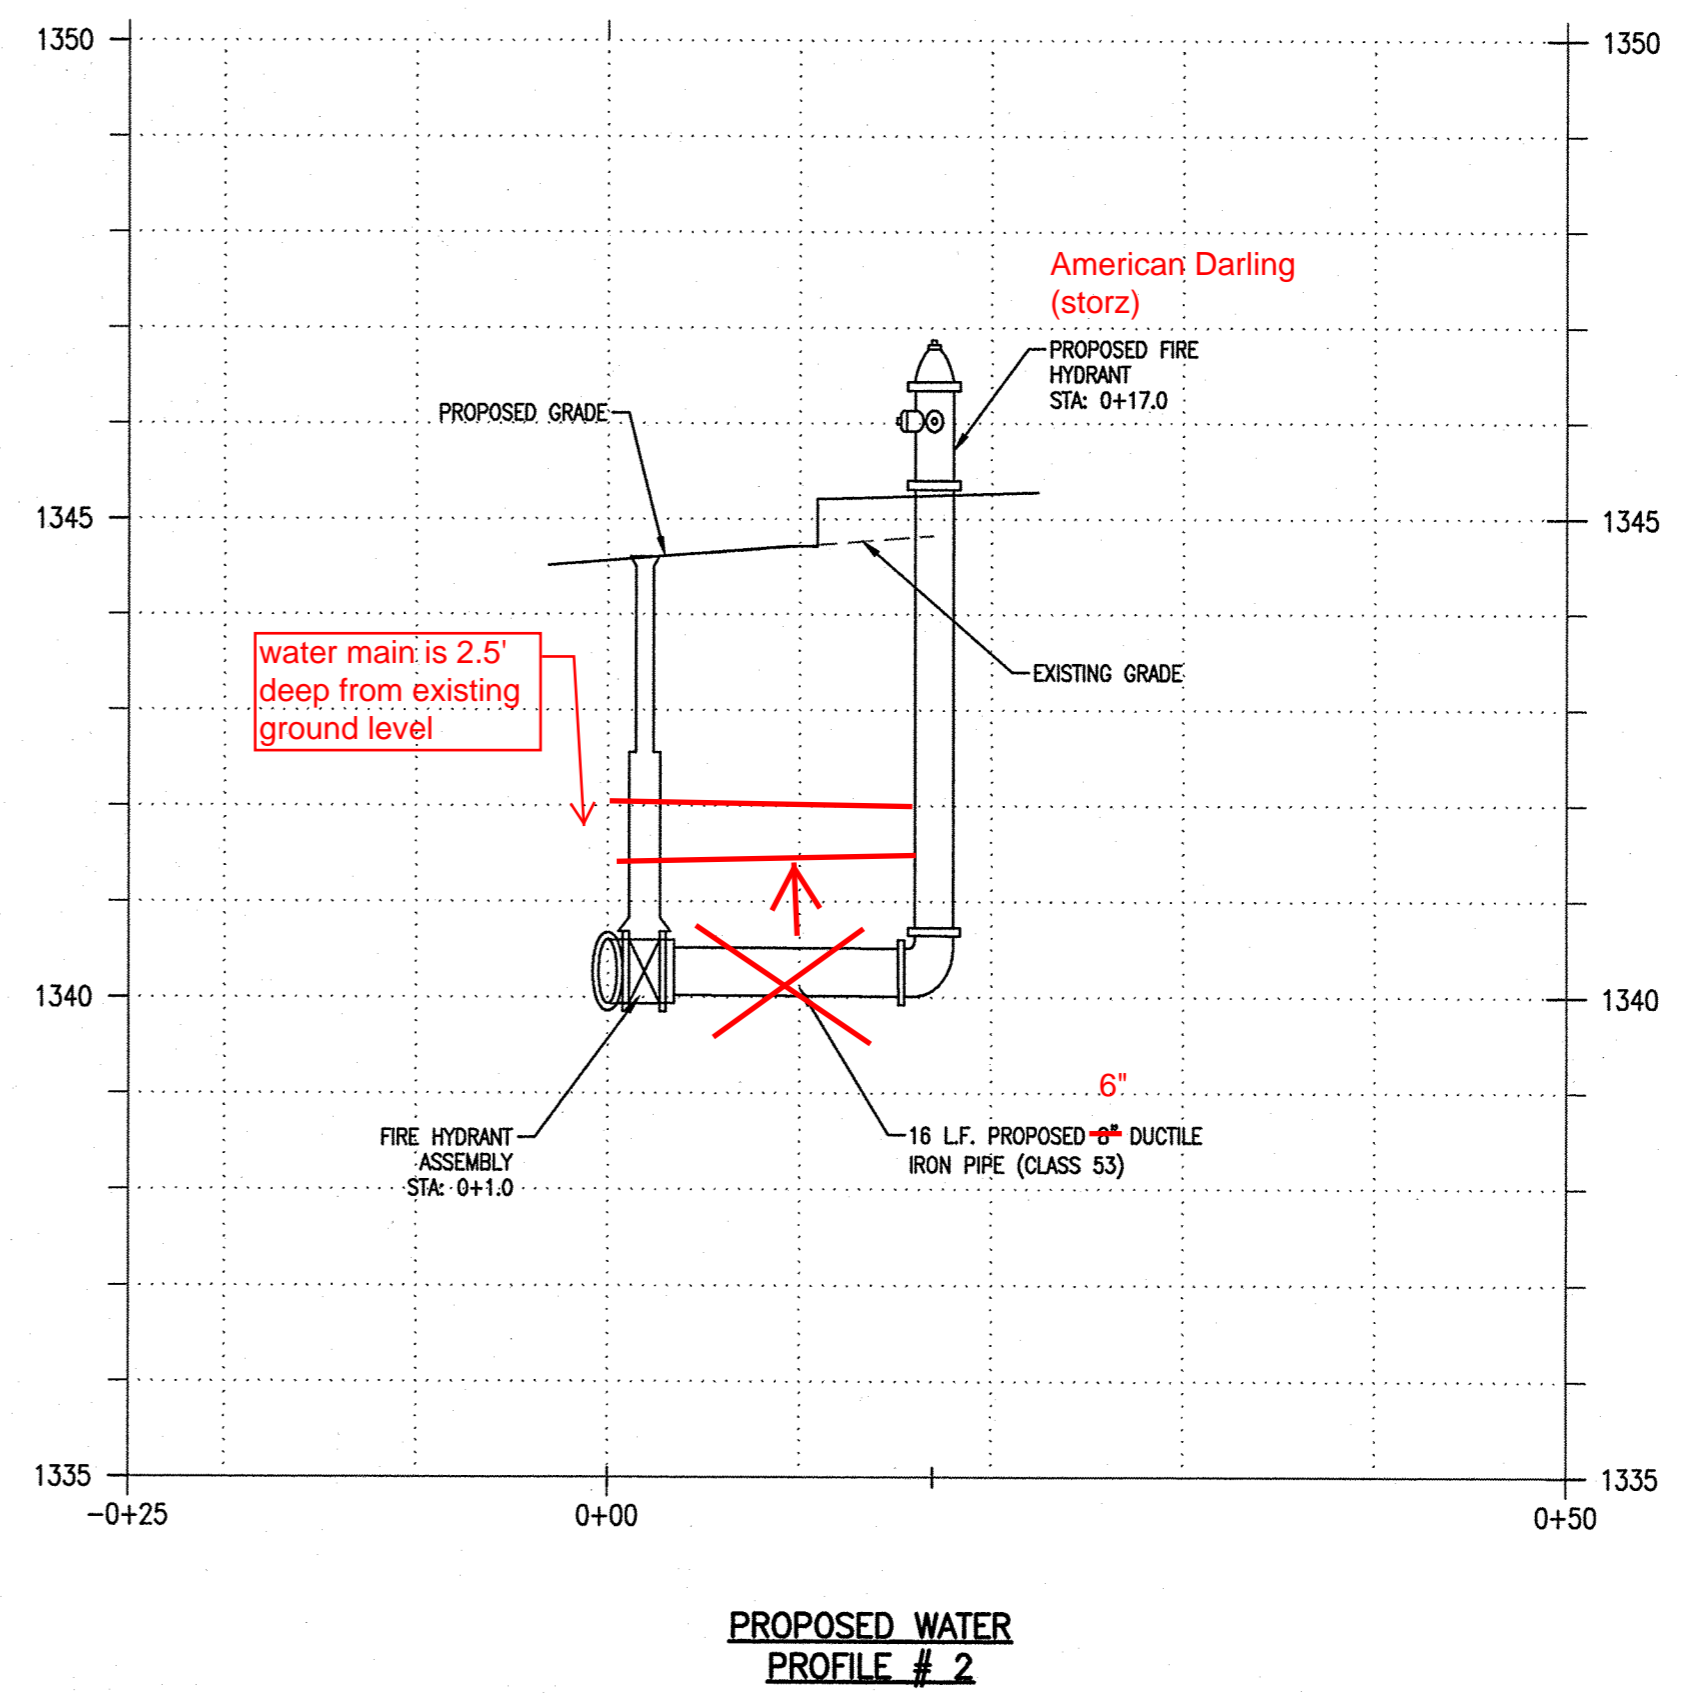 1350
1350
American Darling
(storz)
PROPOSED FIRE
HYDRANT
STA: 0+17.0
PROPOSED GRADE
1345
1345
water main is 2.5'
deep from existing
ground level
EXISTING GRADE
1340
1340
6"
FIRE HYDRANT
ASSEMBLY
STA: 0+1.0
16 L.F. PROPOSED 8" DUCTILE
IRON PIPE (CLASS 53)
1335
1335
-0+25
0+00
0+50
PROPOSED WATER
PROFILE # 2